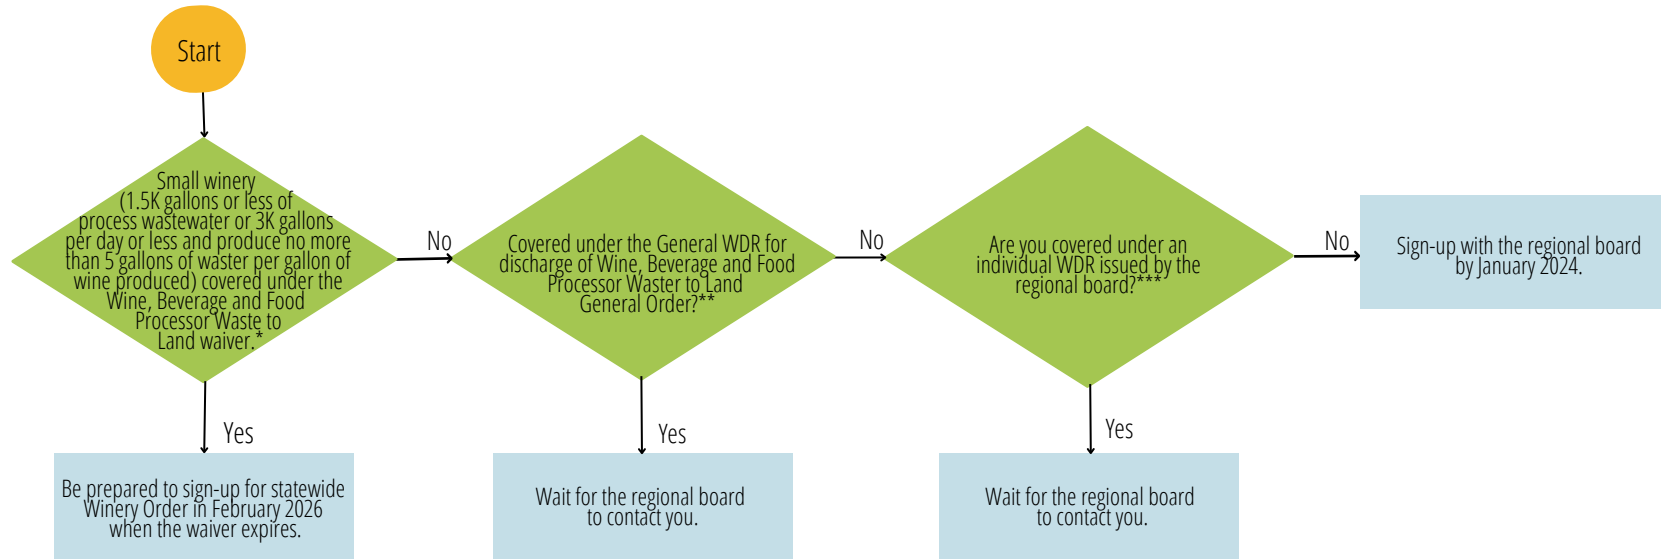 Start
Small winery
(1.5K gallons or less of
process wastewater or 3K gallons
per day or less and produce no more
than 5 gallons of waster per gallon of
wine produced) covered under the
Wine, Beverage and Food
Processor Waste to
Land waiver.*
No
Covered under the General WDR for
discharge of Wine, Beverage and Food
Processor Waster to Land
General Order?**
No
Are you covered under an
individual WDR issued by the
regional board?***
No
Sign-up with the regional board
by January 2024.
Yes
Be prepared to sign-up for statewide
Winery Order in February 2026
when the waiver expires.
Yes
Wait for the regional board
to contact you.
Yes
Wait for the regional board
to contact you.